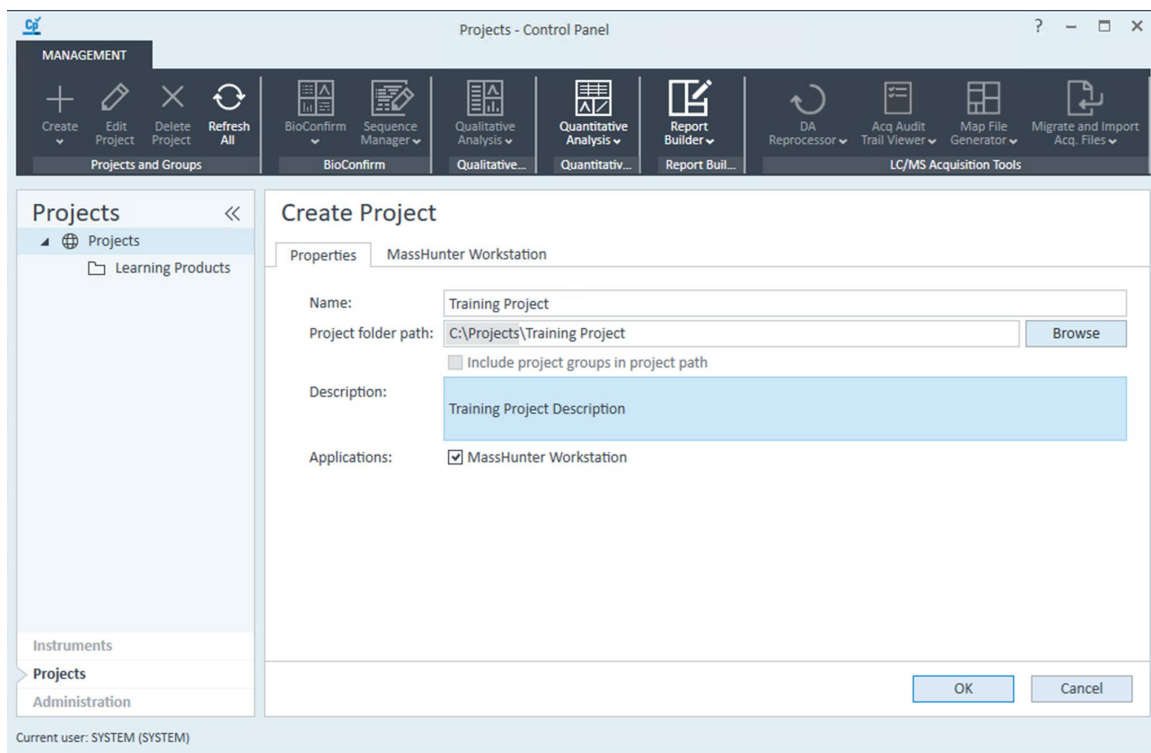 Cp
Projects - Control Panel
?
MANAGEMENT
Create
Edit Project
Delete Project
Refresh All
BioConfirm
Sequence Manager
Qualitative Analysis
Quantitative Analysis
Report Builder
DA Reprocessor
Acq Audit Trail Viewer
Map File Generator
Migrate and Import Acq. Files
Projects and Groups
BioConfirm
Qualitative...
Quantitativ...
Report Buil...
LC/MS Acquisition Tools
Projects
Projects
Learning Products
Instruments
Projects
Administration
Create Project
Properties
MassHunter Workstation
Name:
Training Project
Project folder path:
C:\Projects\Training Project
Browse
Include project groups in project path
Description:
Training Project Description
Applications:
MassHunter Workstation
OK
Cancel
Current user: SYSTEM (SYSTEM)